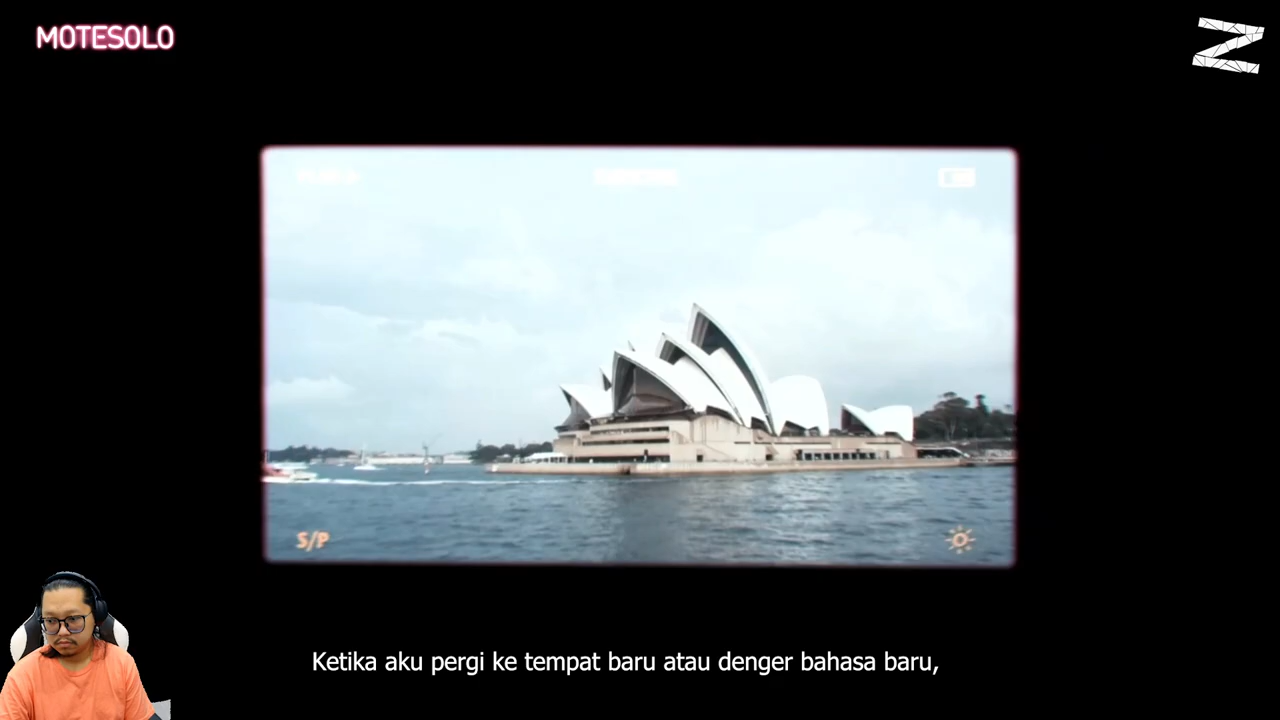 MOTESOLO
Z
S/P
Ketika aku pergi ke tempat baru atau denger bahasa baru,